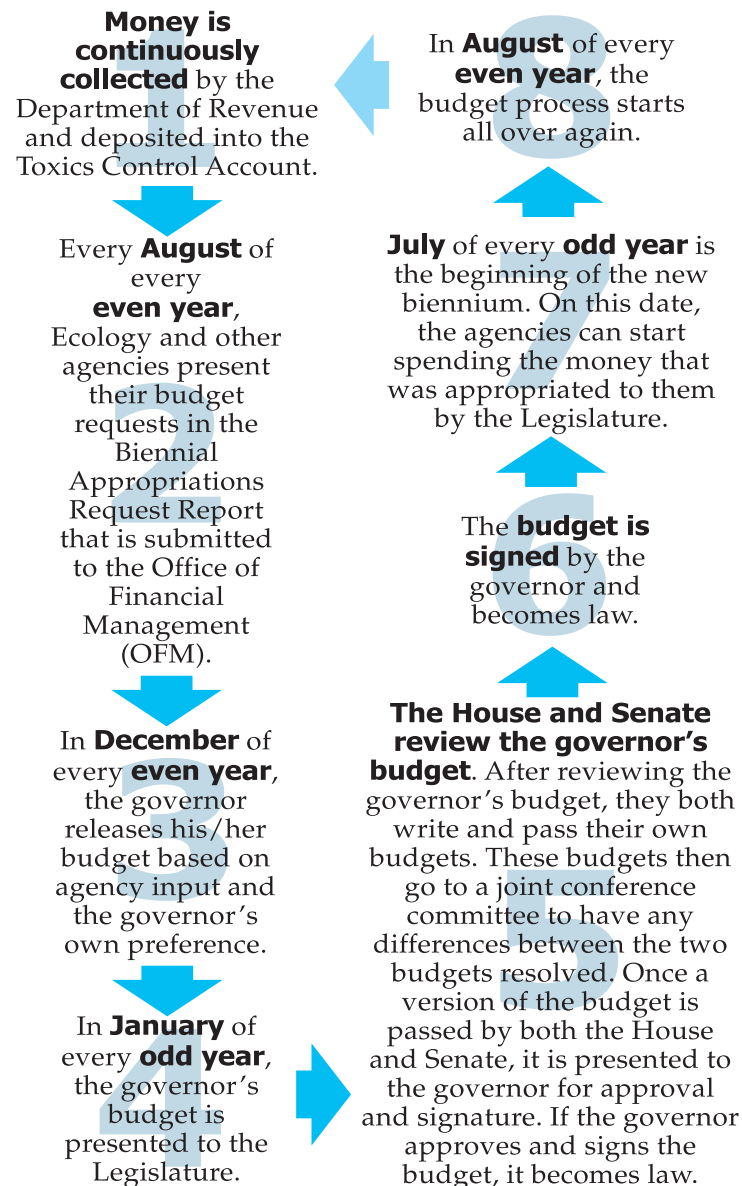 1
Money is
continuously
collected by the
Department of Revenue
and deposited into the
Toxics Control Account.
2
Every August of
every
even year,
Ecology and other
agencies present
their budget
requests in the
Biennial
Appropriations
Request Report
that is submitted
to the Office of
Financial
Management
(OFM).
3
In December of
every even year,
the governor
releases his/her
budget based on
agency input and
the governor's
own preference.
4
In January of
every odd year,
the governor's
budget is
presented to the
Legislature.
5
The House and Senate
review the governor's
budget. After reviewing the
governor's budget, they both
write and pass their own
budgets. These budgets then
go to a joint conference
committee to have any
differences between the two
budgets resolved. Once a
version of the budget is
passed by both the House
and Senate, it is presented to
the governor for approval
and signature. If the governor
approves and signs the
budget, it becomes law.
6
The budget is
signed by the
governor and
becomes law.
7
July of every odd year is
the beginning of the new
biennium. On this date,
the agencies can start
spending the money that
was appropriated to them
by the Legislature.
8
In August of every
even year, the
budget process starts
all over again.